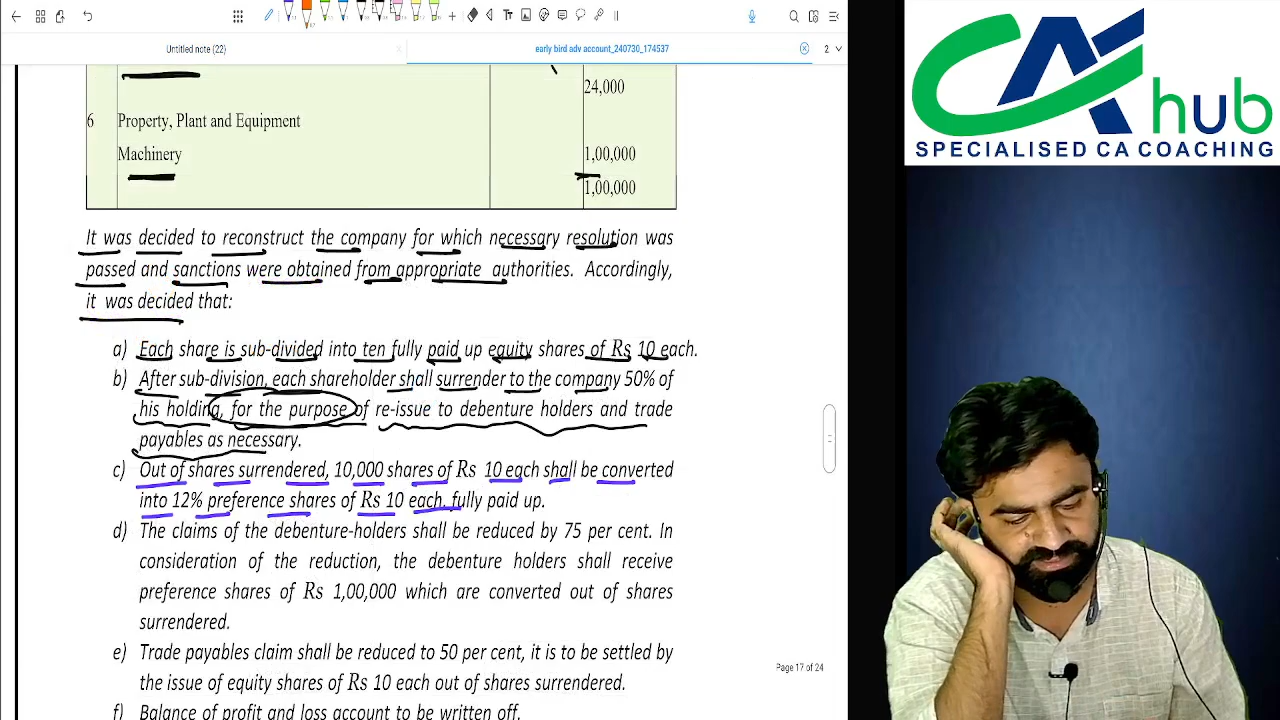 Untitled note (22)
early bird adv account_240730_174537
2
24,000
6 Property, Plant and Equipment
Machinery 1,00,000
1,00,000
It was decided to reconstruct the company for which necessary resolution was
passed and sanctions were obtained from appropriate authorities. Accordingly,
it was decided that:
a) Each share is sub-divided into ten fully paid up equity shares of Rs 10 each.
b) After sub-division, each shareholder shall surrender to the company 50% of
his holding, for the purpose of re-issue to debenture holders and trade
payables as necessary.
c) Out of shares surrendered, 10,000 shares of Rs 10 each shall be converted
into 12% preference shares of Rs 10 each fully paid up.
d) The claims of the debenture-holders shall be reduced by 75 per cent. In
consideration of the reduction, the debenture holders shall receive
preference shares of Rs 1,00,000 which are converted out of shares
surrendered.
e) Trade payables claim shall be reduced to 50 per cent, it is to be settled by
the issue of equity shares of Rs 10 each out of shares surrendered.
f) Balance of profit and loss account to be written off.
Page 17 of 24
CA hub
SPECIALISED CA COACHING